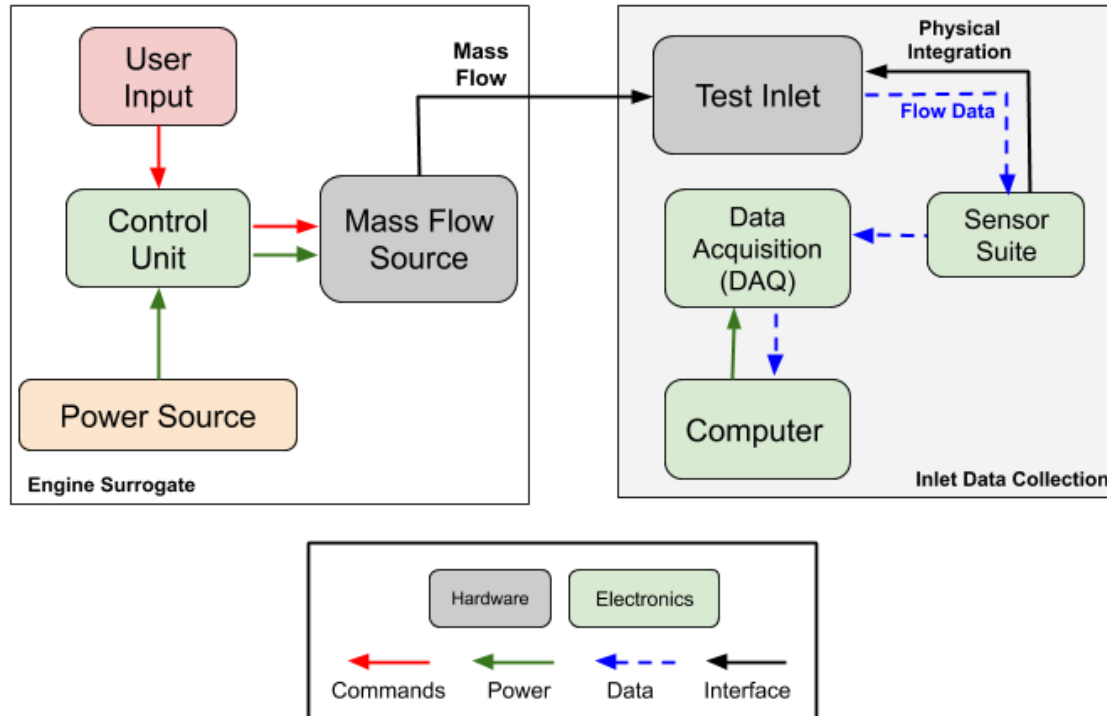 User
Input
Control
Unit
Power Source
Mass Flow
Source
Engine Surrogate
Mass
Flow
Test Inlet
Physical
Integration
Flow Data
Sensor
Suite
Data
Acquisition
(DAQ)
Computer
Inlet Data Collection
Hardware
Electronics
Commands
Power
Data
Interface